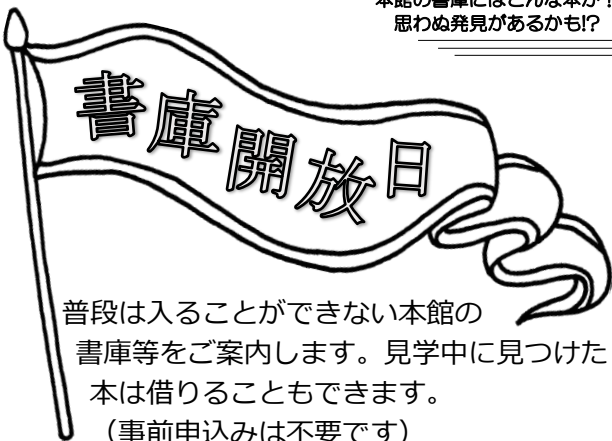 本館の書庫にはどんな本が！
思わぬ発見があるかも!?
書庫開放日
普段は入ることができない本館の
書庫等をご案内します。見学中に見つけた
本は借りることもできます。
（事前申込みは不要です）